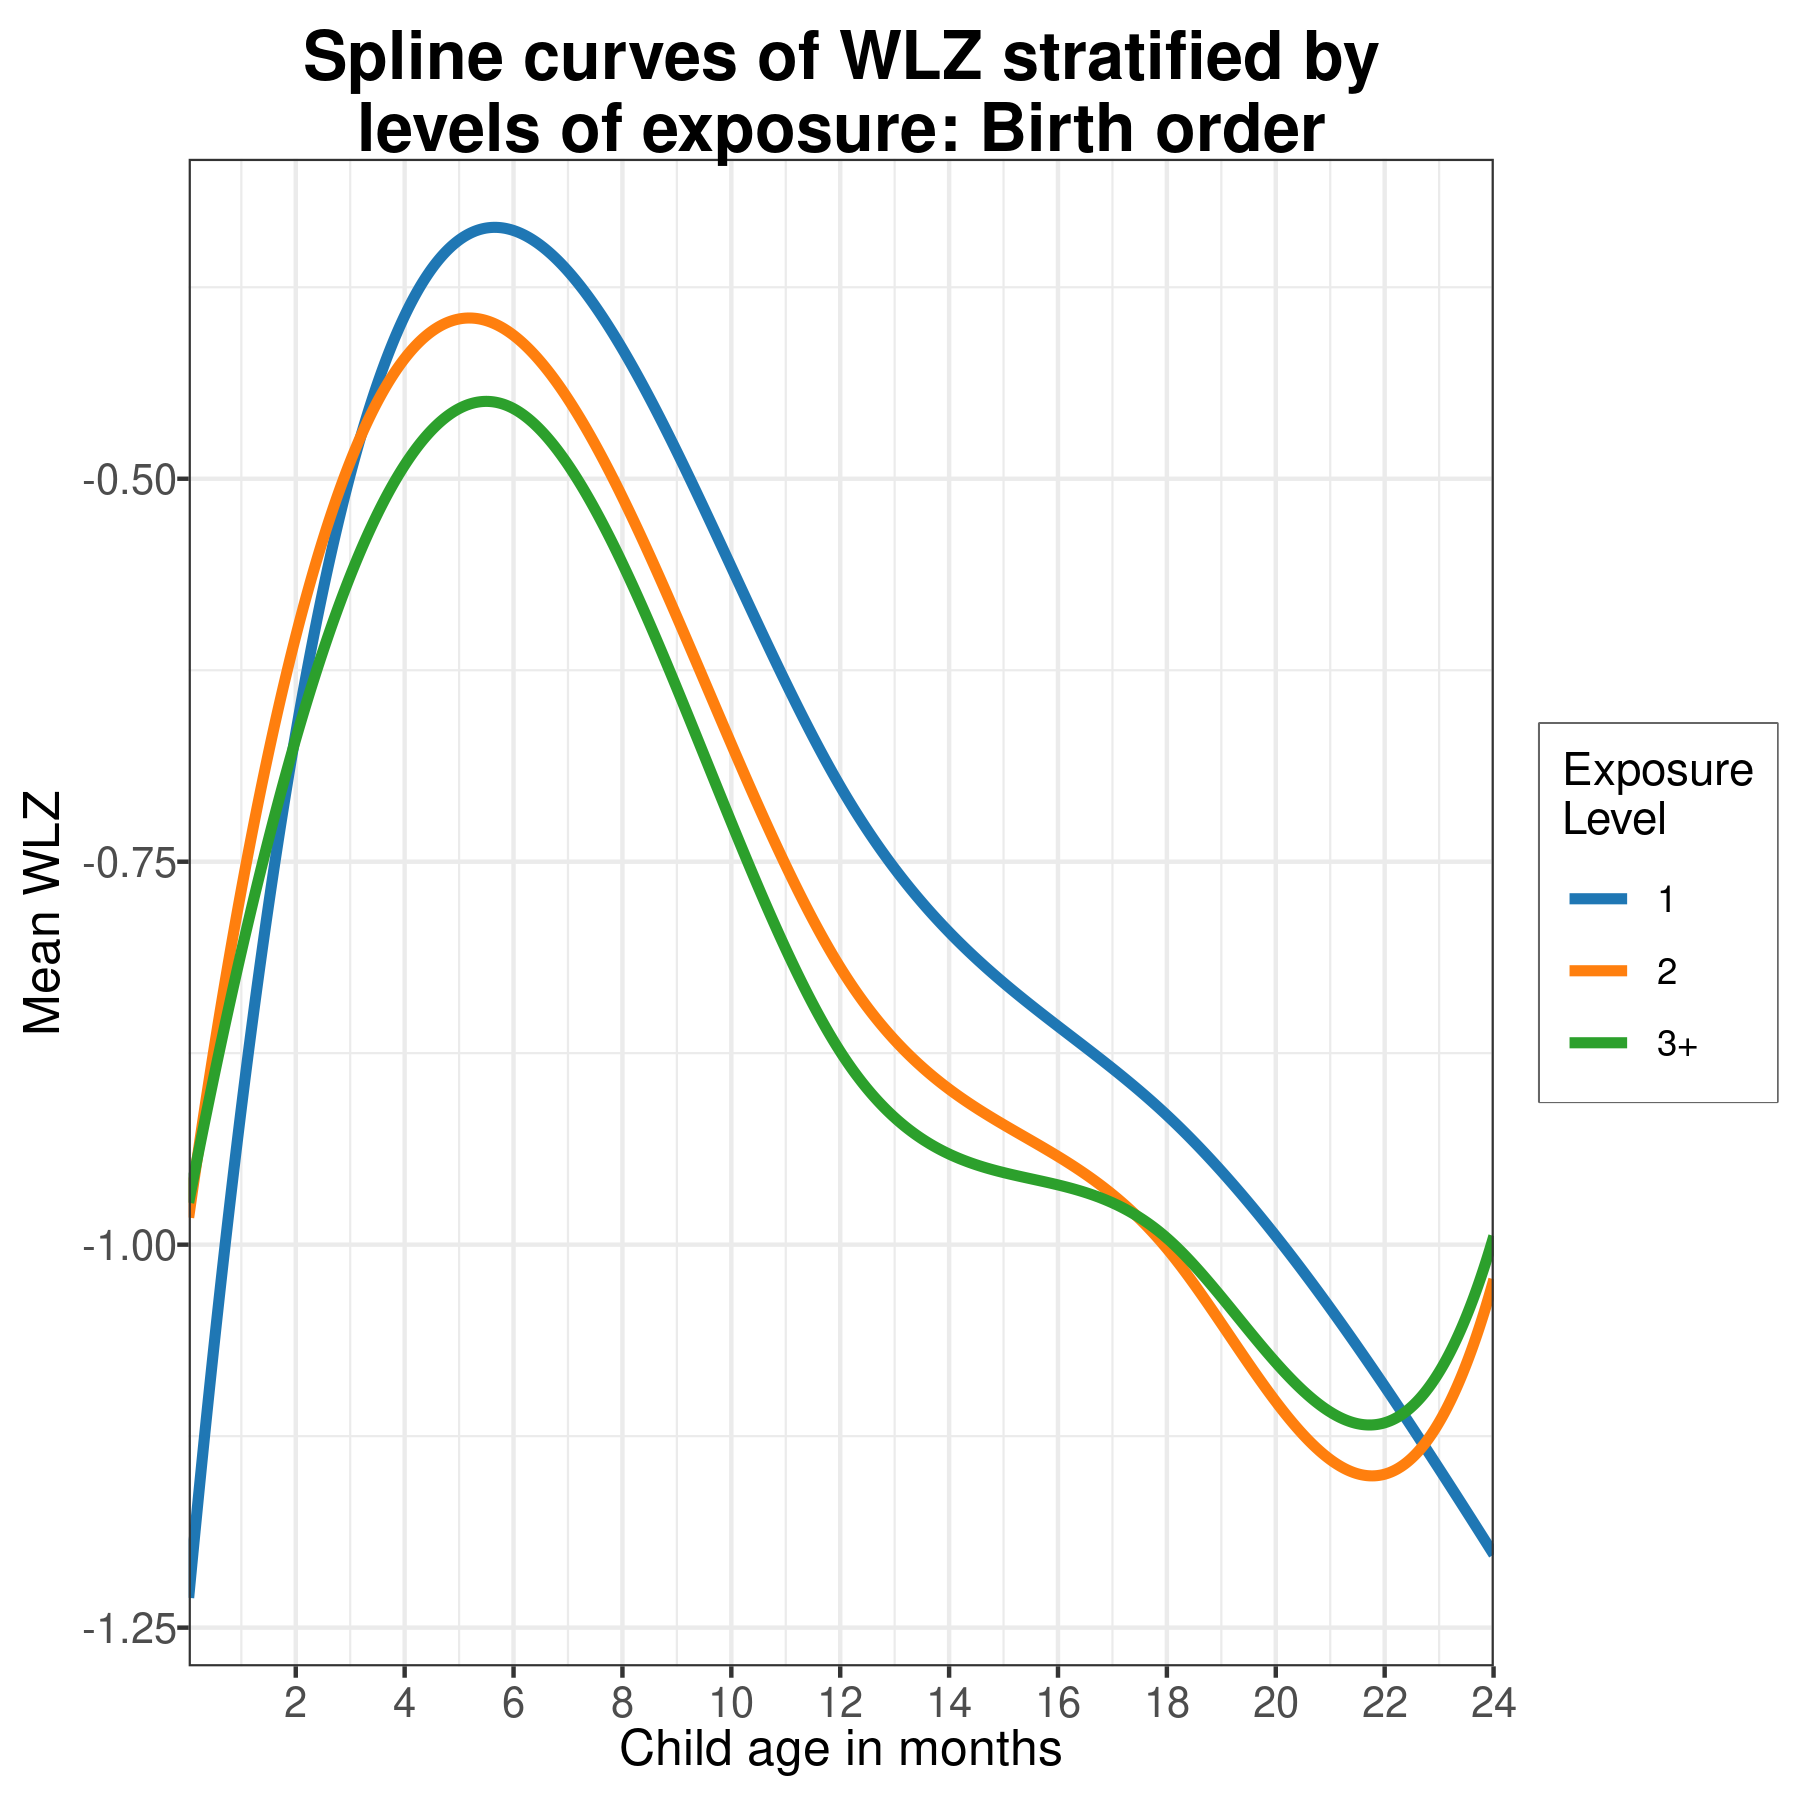 Spline curves of WLZ stratified by
levels of exposure: Birth order
Mean WLZ
-0.50
-0.75
-1.00
-1.25
2 4 6 8 10 12 14 16 18 20 22 24
Child age in months
Exposure
Level
1
2
3+